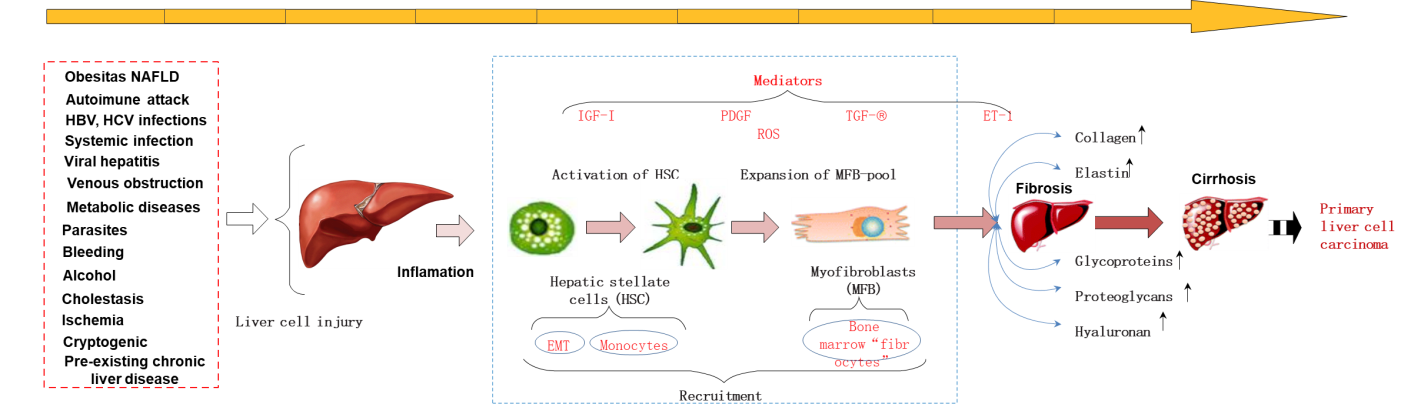 Obesitas NAFLD
Autoimune attack
HBV, HCV infections
Systemic infection
Viral hepatitis
Venous obstruction
Metabolic diseases
Parasites
Bleeding
Alcohol
Cholestasis
Ischemia
Cryptogenic
Pre-existing chronic
liver disease
Liver cell injury
Inflamation
Mediators
IGF-I PDGF TGF-® ET-1
ROS
Activation of HSC Expansion of MFB-pool
Hepatic stellate
cells (HSC)
Myofibroblasts
(MFB)
EMT Monocytes
Bone
marrow “fibr
ocytes”
Recruitment
Collagen↑
Elastin↑
Fibrosis
Glycoproteins↑
Proteoglycans ↑
Hyaluronan ↑
Cirrhosis
Primary
liver cell
carcinoma